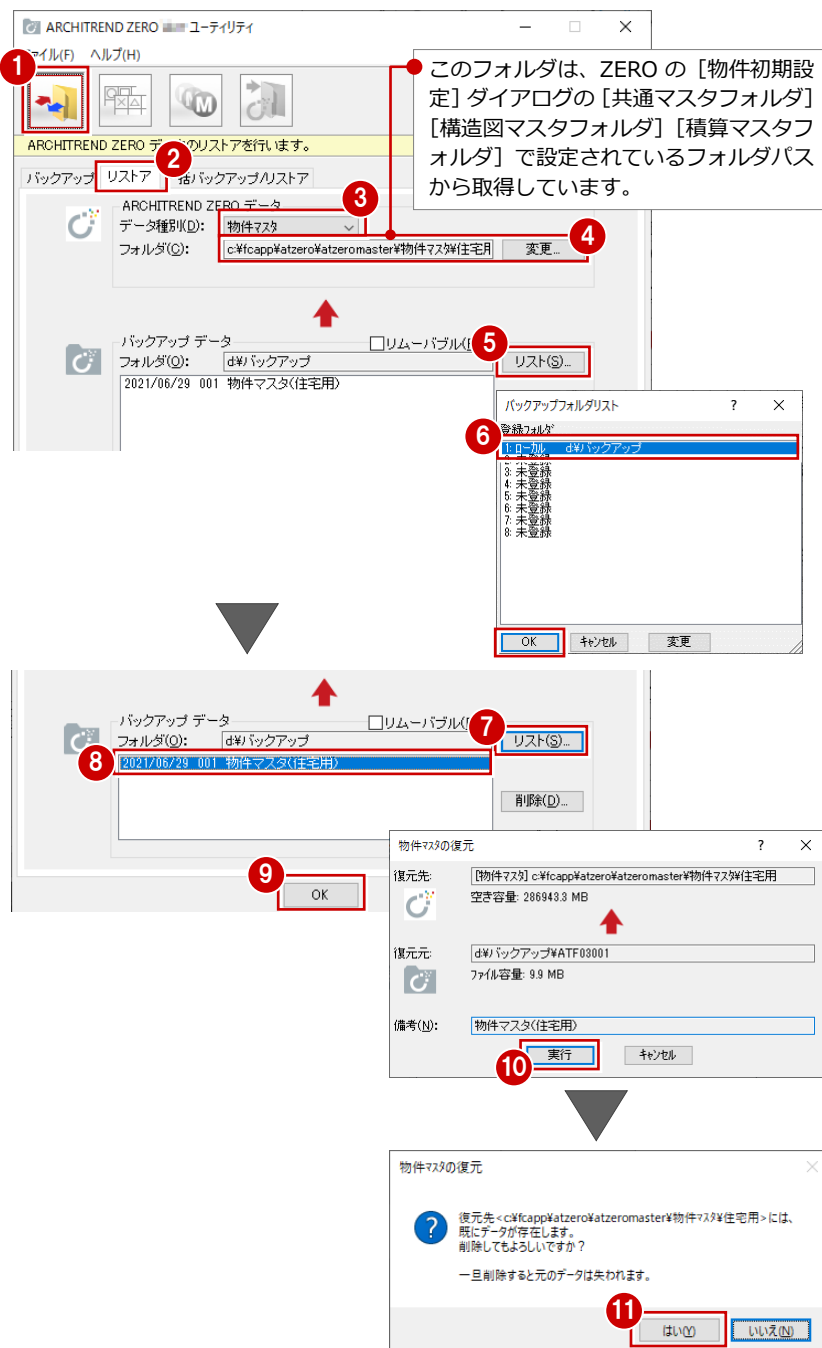 ARCHITREND ZERO ユーティリティ
ファイル(F) ヘルプ(H)
1
このフォルダは、ZERO の［物件初期設
定］ダイアログの［共通マスタフォルダ］
［構造図マスタフォルダ］［積算マスタフ
ォルダ］で設定されているフォルダパス
から取得しています。
ARCHITREND ZERO データのリストアを行います。
2
バックアップ リストア 一括バックアップ/リストア
3
ARCHITREND ZERO データ
データ種別(D): 物件マスタ
4
フォルダ(C): c:¥fcapp¥atzero¥atzeromaster¥物件マスタ¥住宅用 変更...
バックアップ データ リムーバブル(
5
フォルダ(O): d:¥バックアップ リスト(S)...
2021/06/29 001 物件マスタ(住宅用)
バックアップフォルダリスト ? ×
登録フォルダ
6
1: ローカル d:¥バックアップ
2: 未登録
3: 未登録
4: 未登録
5: 未登録
6: 未登録
7: 未登録
8: 未登録
OK キャンセル 変更
バックアップ データ リムーバブル(
7
フォルダ(O): d:¥バックアップ リスト(S)...
8
2021/06/29 001 物件マスタ(住宅用)
削除(D)...
9
OK
物件マスタの復元 ? ×
復元先: [物件マスタ] c:¥fcapp¥atzero¥atzeromaster¥物件マスタ¥住宅用
空き容量: 286943.3 MB
復元元: d:¥バックアップ¥ATF03001
ファイル容量: 9.9 MB
備考(N): 物件マスタ(住宅用)
10
実行 キャンセル
物件マスタの復元
復元先<c:¥fcapp¥atzero¥atzeromaster¥物件マスタ¥住宅用>には、
既にデータが存在します。
削除してもよろしいですか？
一旦削除すると元のデータは失われます。
11
はい(Y) いいえ(N)